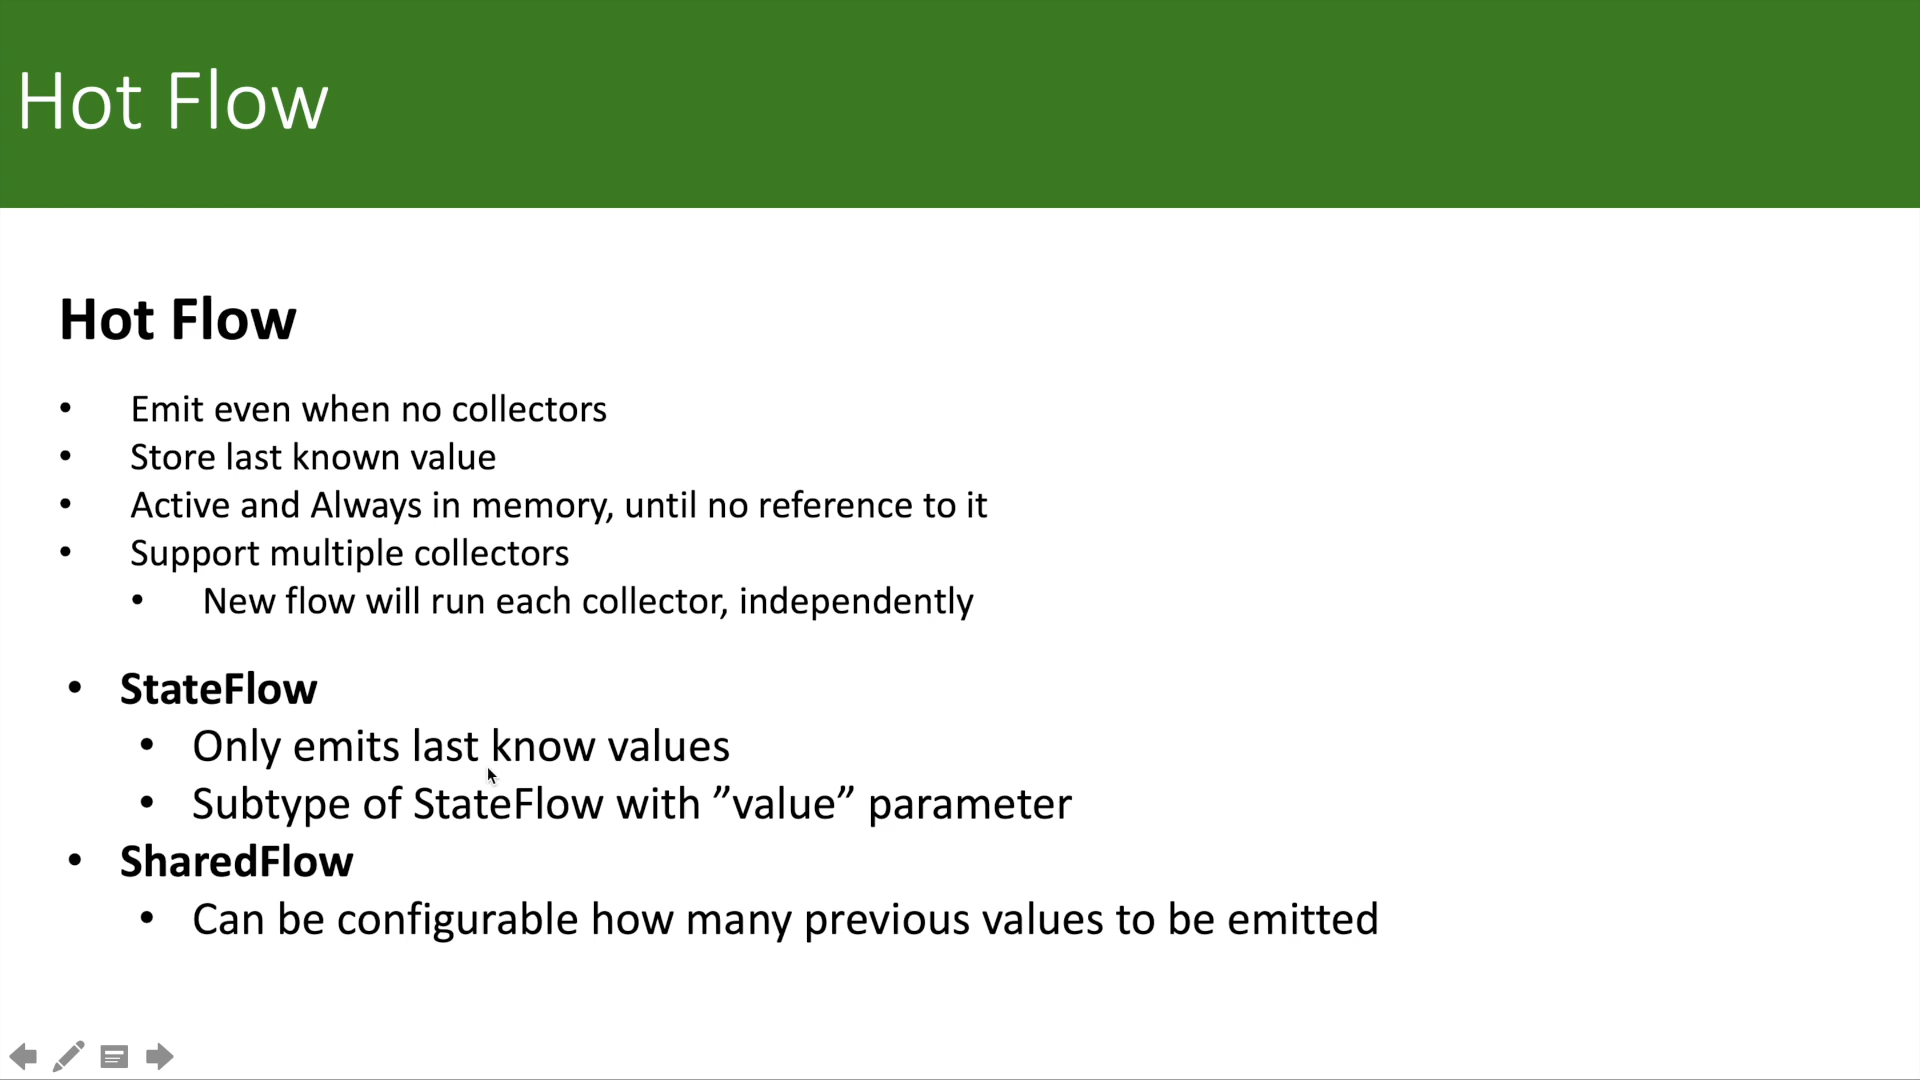 Hot Flow
Hot Flow
• Emit even when no collectors
• Store last known value
• Active and Always in memory, until no reference to it
• Support multiple collectors
• New flow will run each collector, independently
• StateFlow
• Only emits last know values
• Subtype of StateFlow with ”value” parameter
• SharedFlow
• Can be configurable how many previous values to be emitted